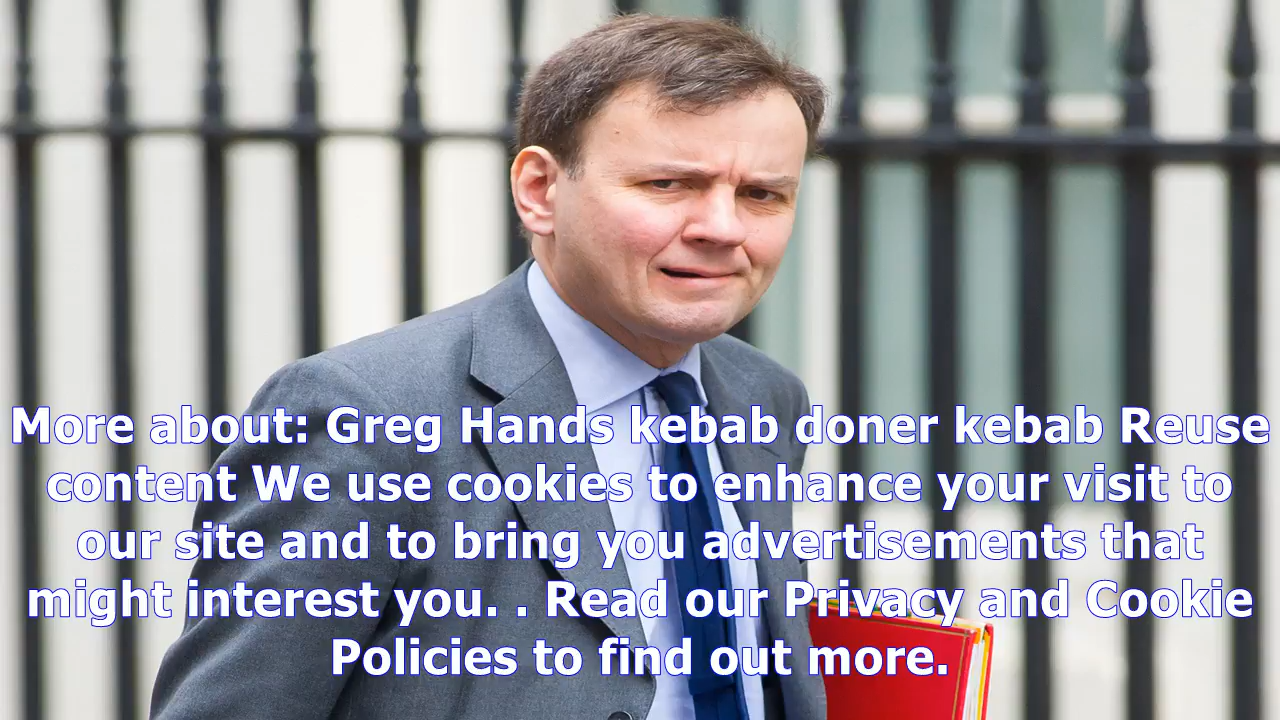 More about: Greg Hands kebab doner kebab Reuse
content We use cookies to enhance your visit to
our site and to bring you advertisements that
might interest you. . Read our Privacy and Cookie
Policies to find out more.